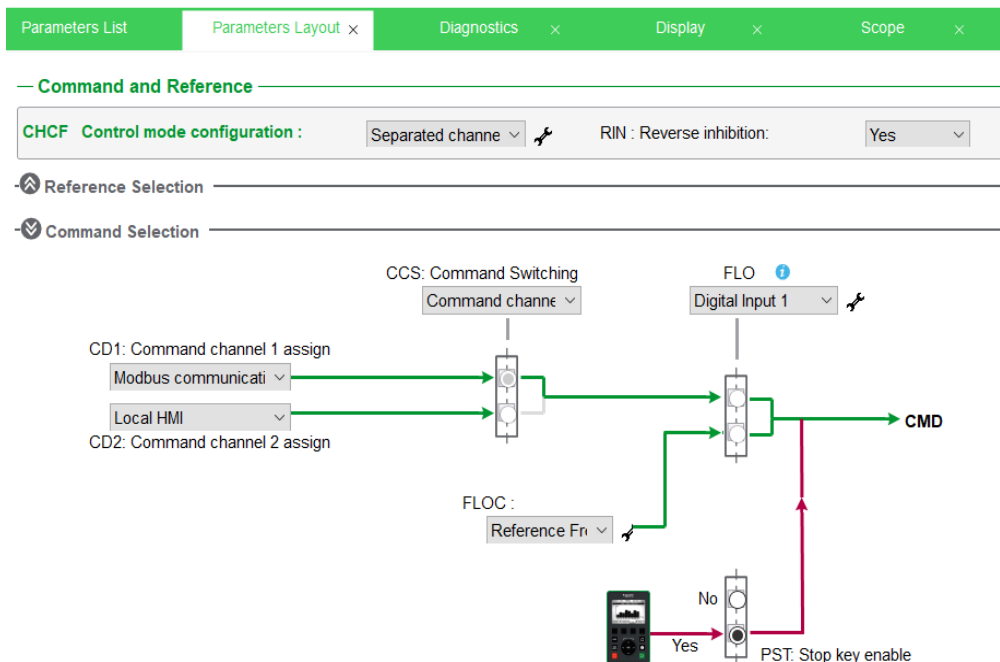 Parameters List Parameters Layout x Diagnostics x Display x Scope x
Command and Reference
CHCF Control mode configuration : Separated channe RIN : Reverse inhibition: Yes
Reference Selection
Command Selection
CCS: Command Switching FLO i
Command channe Digital Input 1
CD1: Command channel 1 assign
Modbus communicati
Local HMI
CMD
CD2: Command channel 2 assign
FLOC :
Reference Fr
No
Yes
PST: Stop key enable